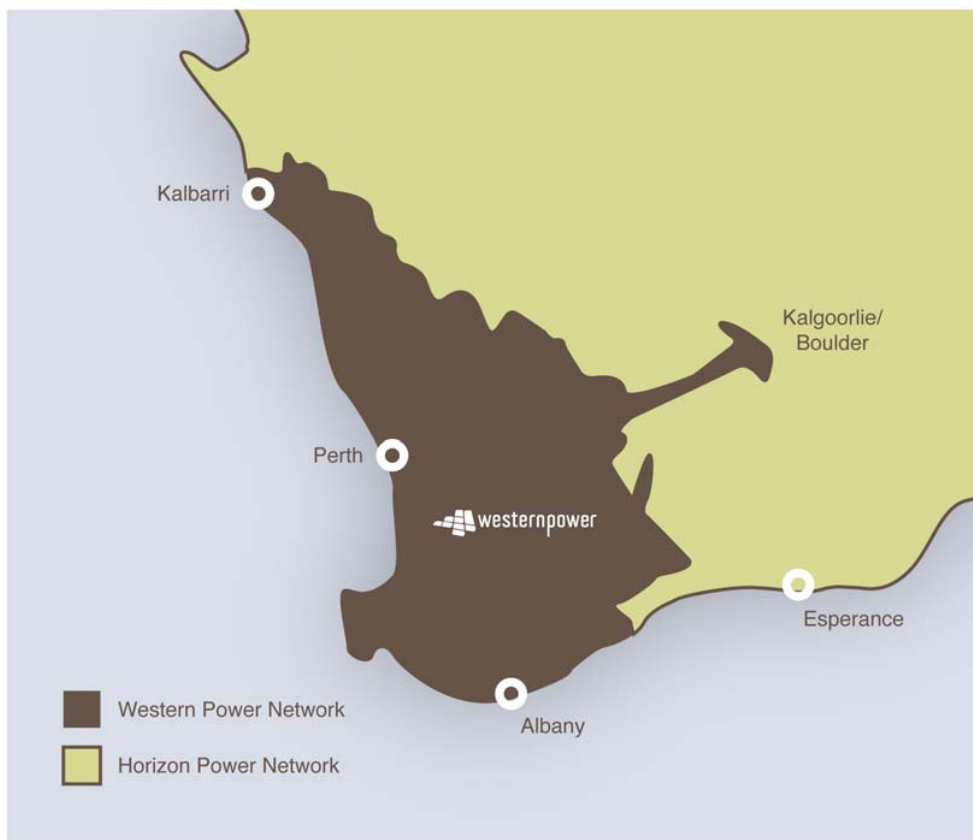 Kalbarri
Kalgoorlie/
Boulder
Perth
westernpower
Esperance
Western Power Network
Albany
Horizon Power Network